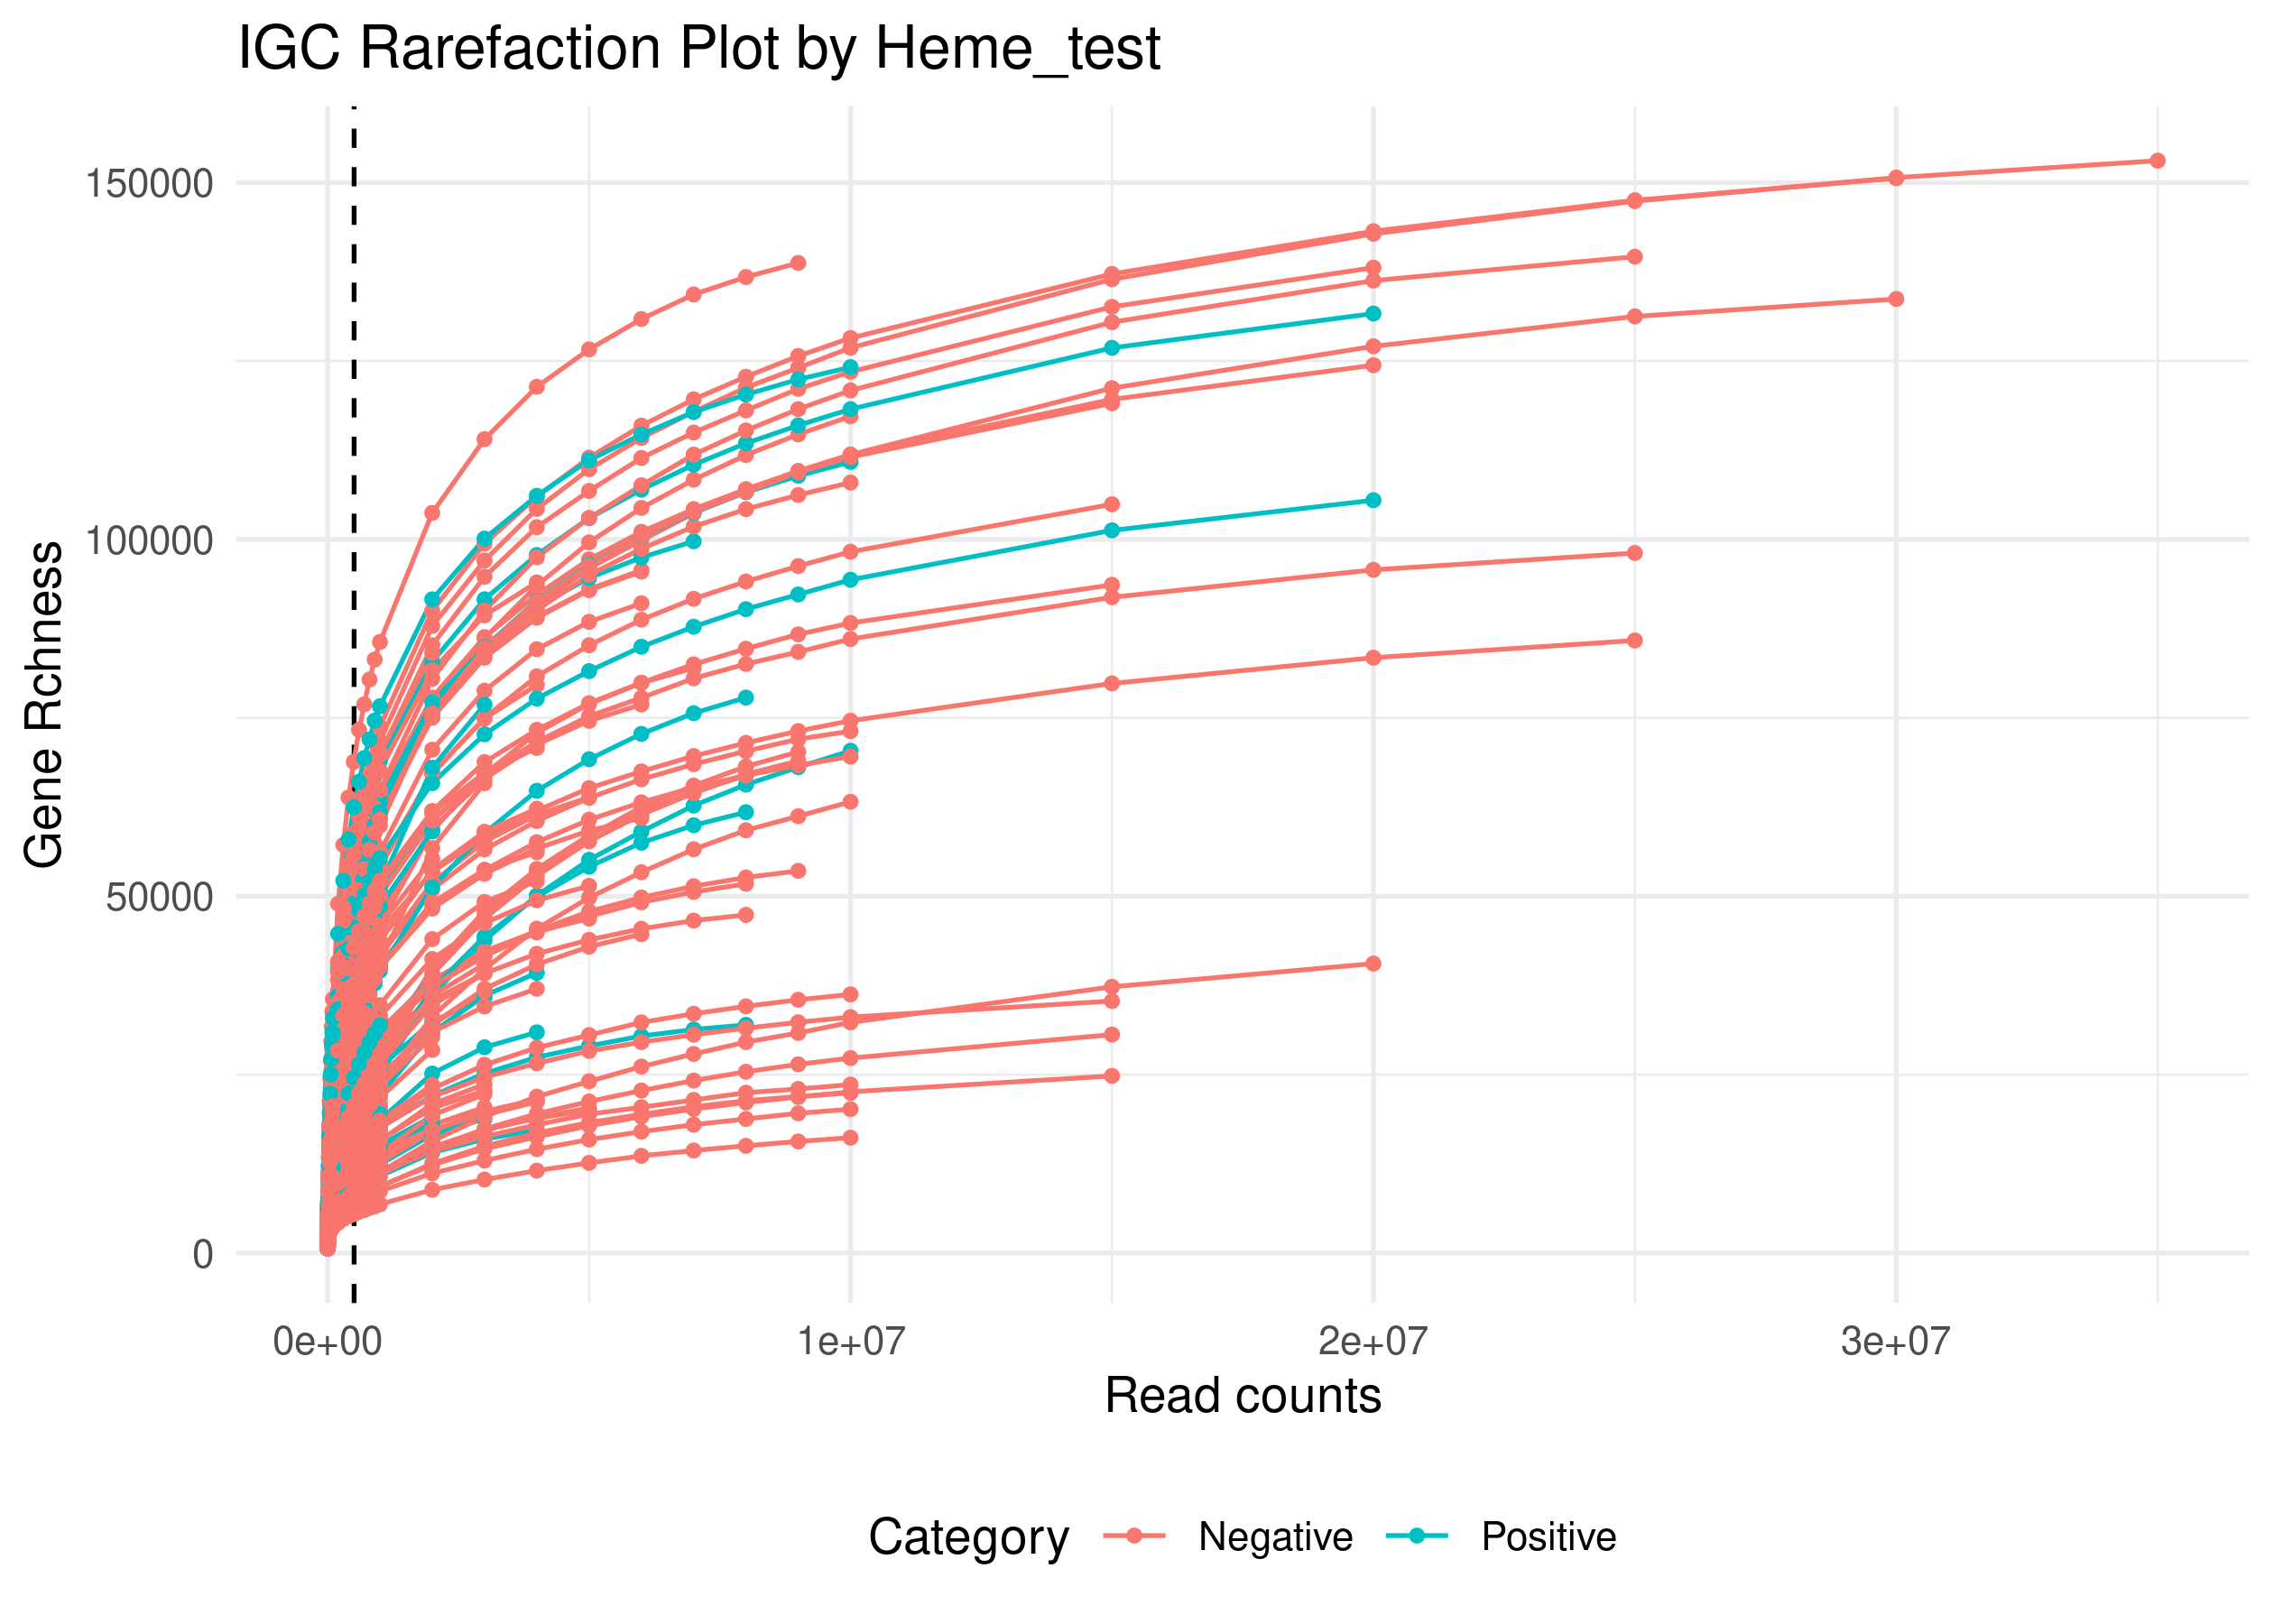 IGC Rarefaction Plot by Heme_test
Gene Rchness
150000
100000
50000
0
0e+00 1e+07 2e+07 3e+07
Read counts
Category Negative Positive